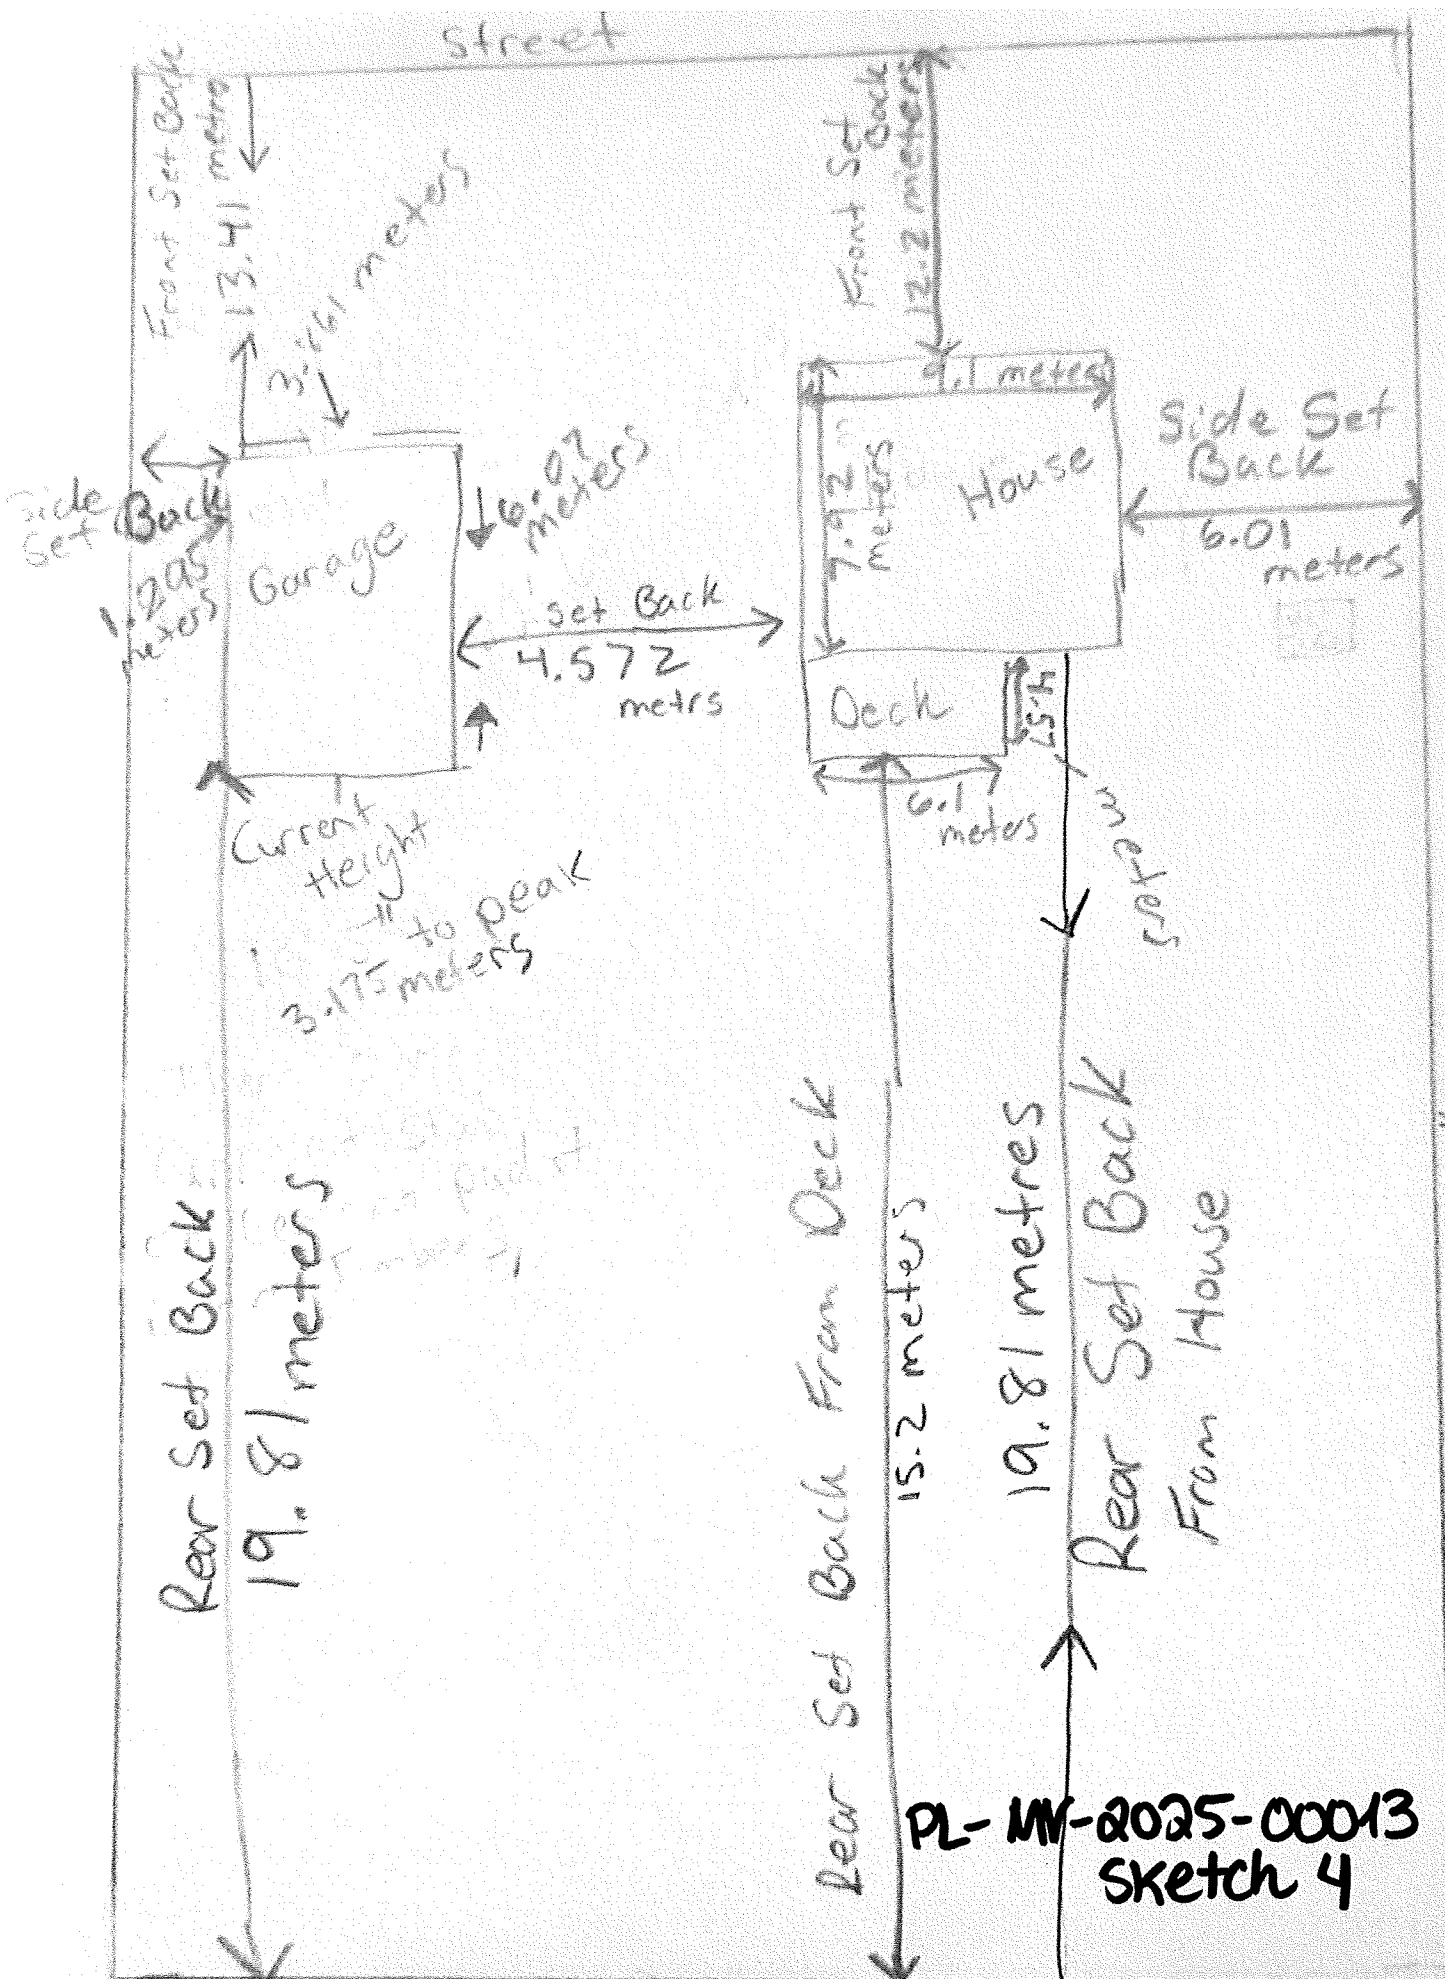 Street
Front Set Back
13.41 metrs
Front Set
Back
12.2 meters
9.1 meters
7.92
meters
House
Side Set
Back
6.01
meters
Side
Set Back
1.295
meters
Garage
meters
6.0?
meters
Set Back
4.572
metrs
Deck
4.57
meters
6.1
meters
Current
Height
=
3.175 to peak
meters
Rear Set Back
19.81 meters
Rear Set Back From Deck
15.2 meters
19.81 metres
Rear Set Back
From House
PL-MV-2025-00013
Sketch 4